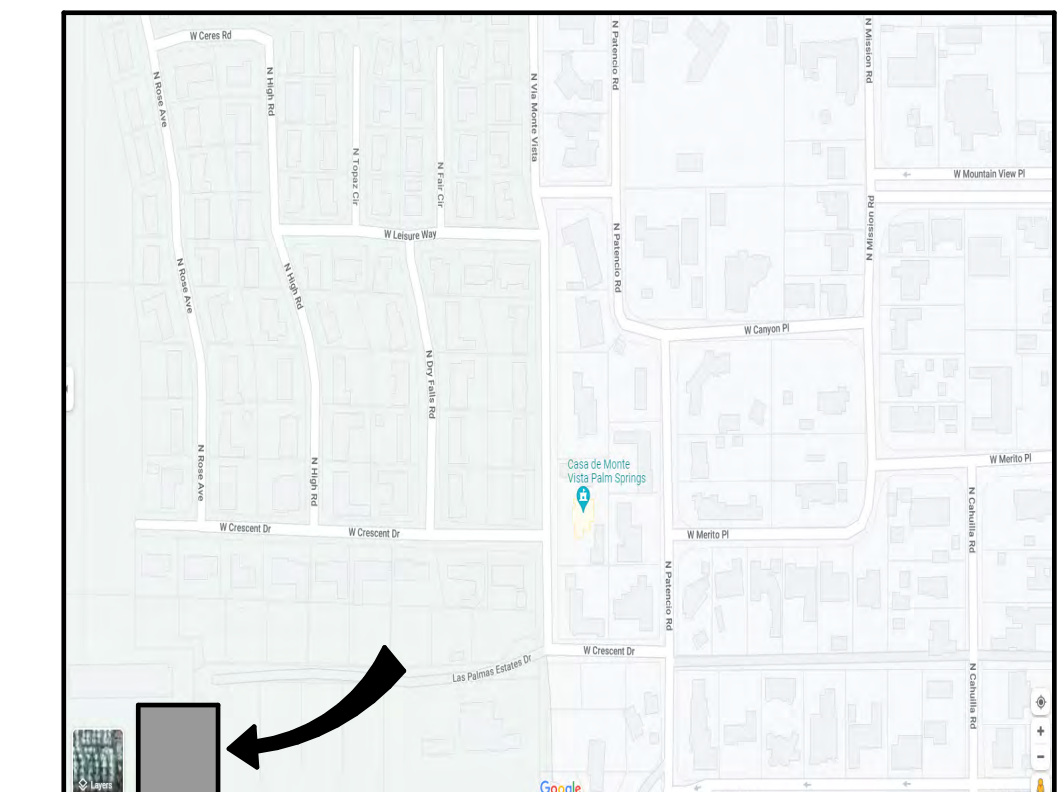 W Ceres Rd
N Rose Ave
N High Rd
N Topaz Cir
N Fair Cir
N Via Monte Vista
N Patencio Rd
N Mission Rd
W Mountain View Pl
W Leisure Way
N Rose Ave
N High Rd
N Patencio Rd
N Mission Rd
W Canyon Pl
N Dry Falls Rd
N Rose Ave
N High Rd
Casa de Monte
Vista Palm Springs
W Merito Pl
N Cahuilla Rd
W Crescent Dr
W Crescent Dr
W Merito Pl
N Patencio Rd
W Crescent Dr
Las Palmas Estates Dr
N Cahuilla Rd
Layers
Google